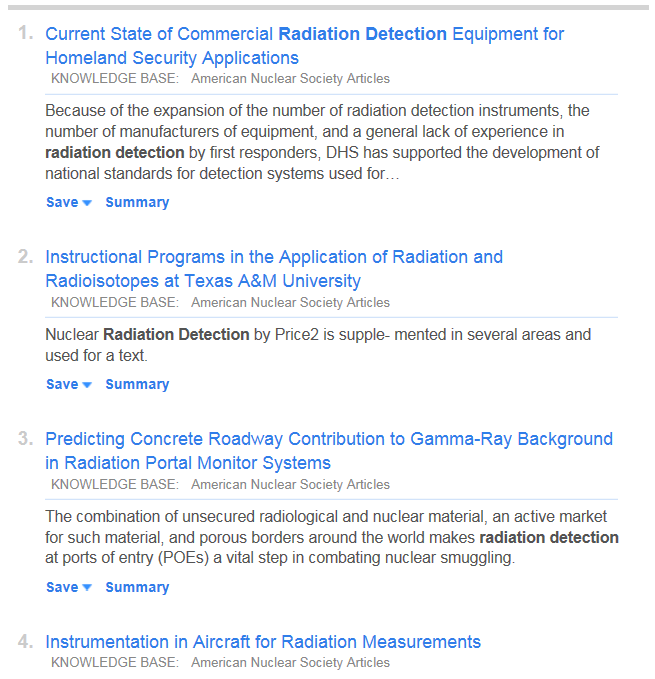 1. Current State of Commercial Radiation Detection Equipment for
Homeland Security Applications
KNOWLEDGE BASE: American Nuclear Society Articles
Because of the expansion of the number of radiation detection instruments, the
number of manufacturers of equipment, and a general lack of experience in
radiation detection by first responders, DHS has supported the development of
national standards for detection systems used for…
Save Summary
2. Instructional Programs in the Application of Radiation and
Radioisotopes at Texas A&M University
KNOWLEDGE BASE: American Nuclear Society Articles
Nuclear Radiation Detection by Price2 is supple- mented in several areas and
used for a text.
Save Summary
3. Predicting Concrete Roadway Contribution to Gamma-Ray Background
in Radiation Portal Monitor Systems
KNOWLEDGE BASE: American Nuclear Society Articles
The combination of unsecured radiological and nuclear material, an active market
for such material, and porous borders around the world makes radiation detection
at ports of entry (POEs) a vital step in combating nuclear smuggling.
Save Summary
4. Instrumentation in Aircraft for Radiation Measurements
KNOWLEDGE BASE: American Nuclear Society Articles